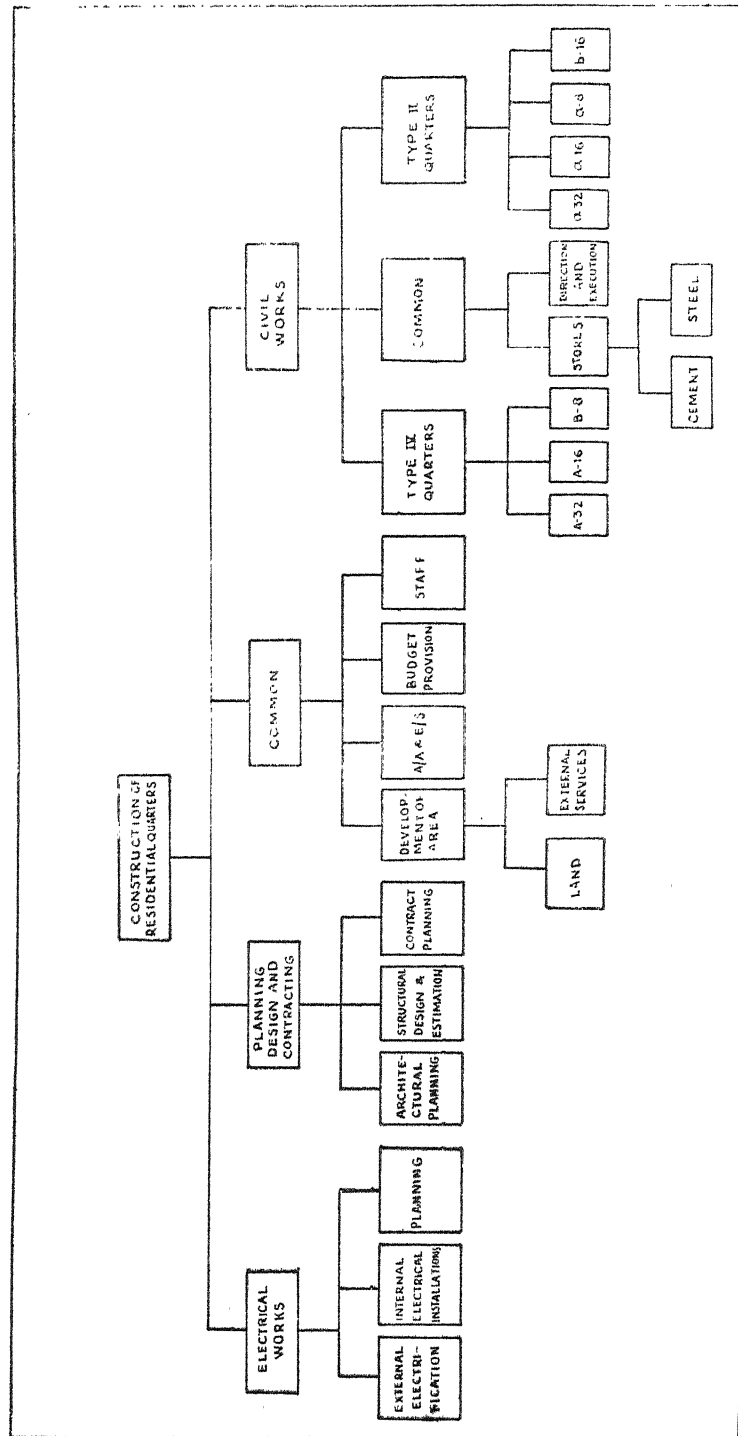 CONSTRUCTION OF
RESIDENTIAL QUARTERS
ELECTRICAL
WORKS
PLANNING
DESIGN AND
CONTRACTING
COMMON
CIVIL
WORKS
EXTERNAL
ELECTRI-
FICATION
INTERNAL
ELECTRICAL
INSTALLATIONS
PLANNING
ARCHITE-
CTURAL
PLANNING
STRUCTURAL
DESIGN &
ESTIMATION
CONTRACT
PLANNING
DEVELOP-
MENT OF
AREA
A/A & E/S
BUDGET
PROVISION
STAFF
TYPE IV
QUARTERS
COMMON
TYPE II
QUARTERS
LAND
EXTERNAL
SERVICES
A-32
A-16
B-8
STORES
DIRECTION
AND
EXECUTION
a-32
a-16
a-8
b-16
CEMENT
STEEL